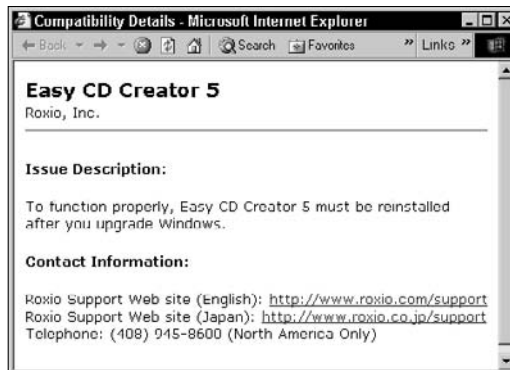 Compatibility Details - Microsoft Internet Explorer
Back
Search
Favorites
»
Links »
Easy CD Creator 5
Roxio, Inc.
Issue Description:
To function properly, Easy CD Creator 5 must be reinstalled
after you upgrade Windows.
Contact Information:
Roxio Support Web site (English): http://www.roxio.com/support
Roxio Support Web site (Japan): http://www.roxio.co.jp/support
Telephone: (408) 945-8600 (North America Only)